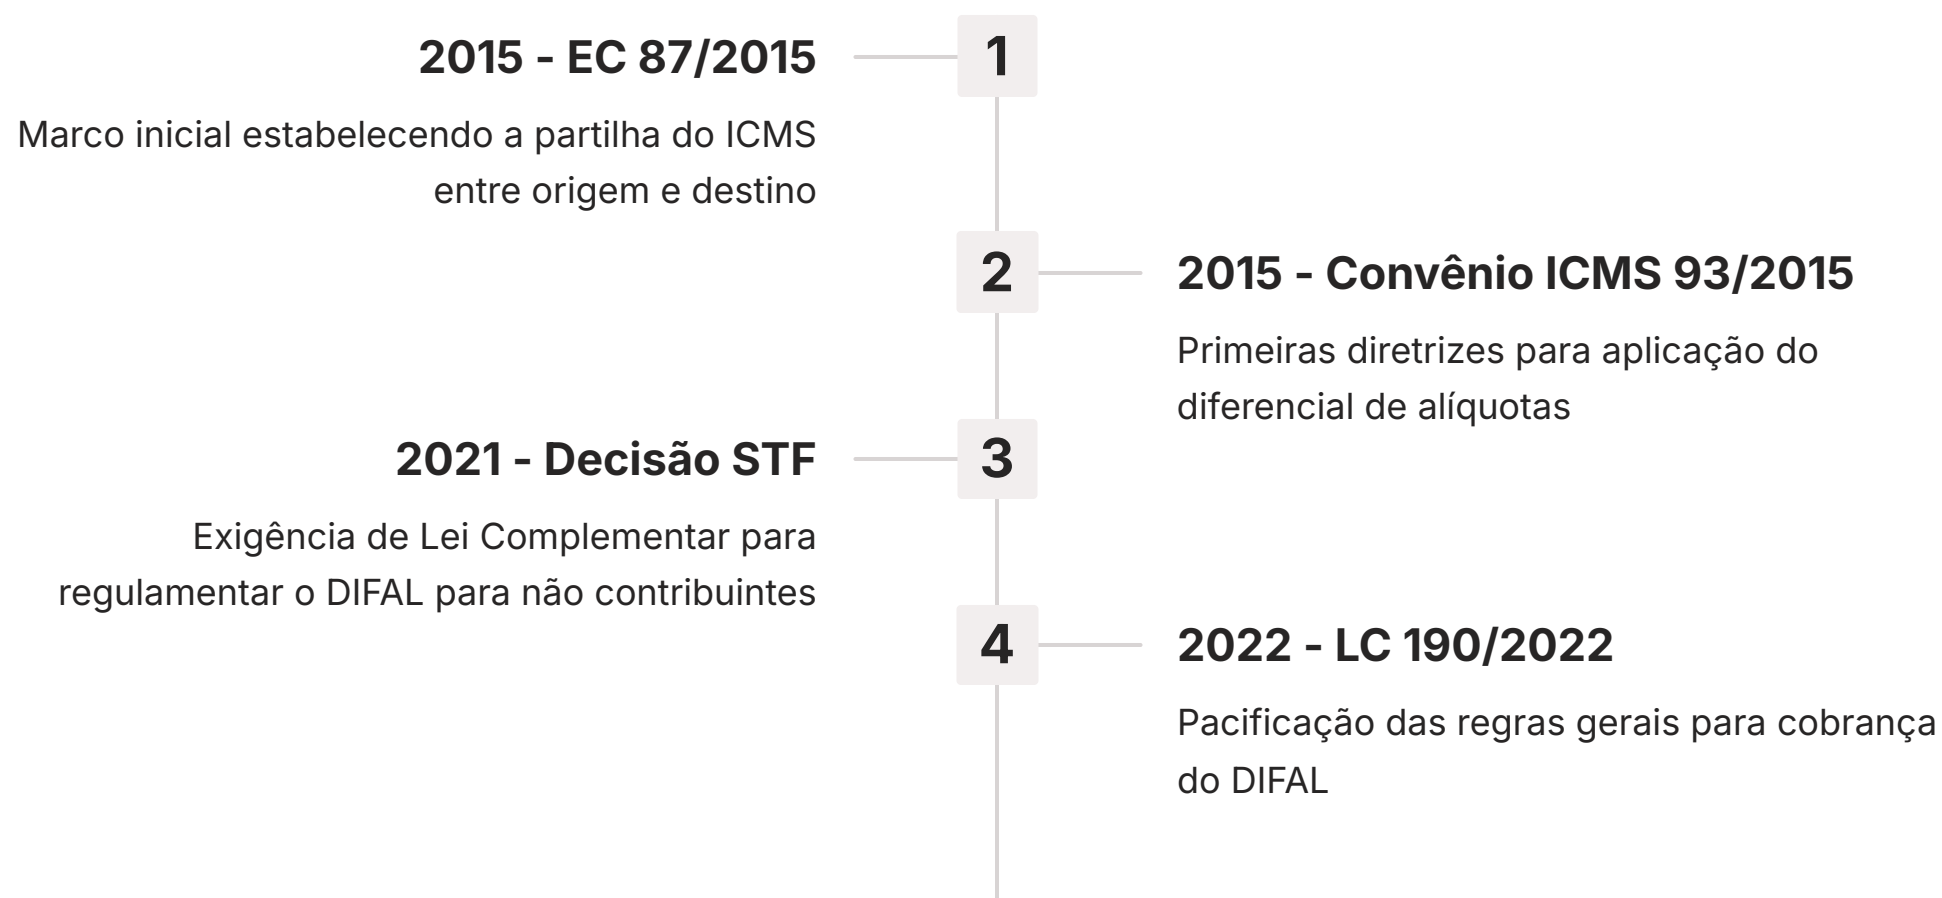 1
2015 - EC 87/2015
Marco inicial estabelecendo a partilha do ICMS
entre origem e destino
2
2015 - Convênio ICMS 93/2015
Primeiras diretrizes para aplicação do
diferencial de alíquotas
3
2021 - Decisão STF
Exigência de Lei Complementar para
regulamentar o DIFAL para não contribuintes
4
2022 - LC 190/2022
Pacificação das regras gerais para cobrança
do DIFAL